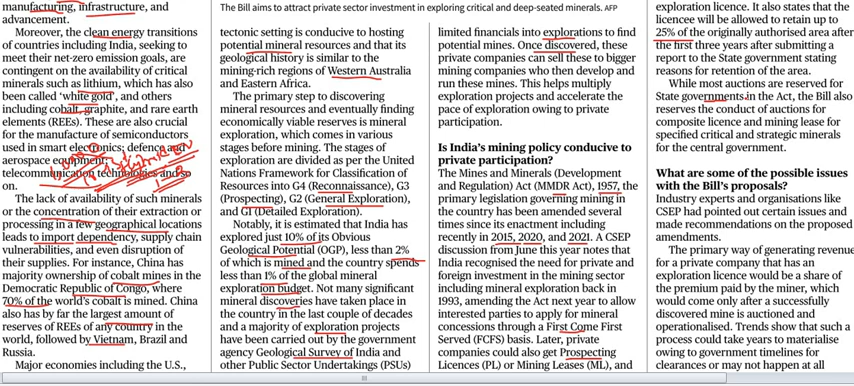 manufacturing, infrastructure, and
advancement.
Moreover, the clean energy transitions
of countries including India, seeking to
meet their net-zero emission goals, are
contingent on the availability of critical
minerals such as lithium, which has also
been called ‘white gold’, and others
including cobalt, graphite, and rare earth
elements (REEs). These are also crucial
for the manufacture of semiconductors
used in smart electronics; defence and
aerospace equipment;
telecommunication technologies and so
on.
The lack of availability of such minerals
or the concentration of their extraction or
processing in a few geographical locations
leads to import dependency, supply chain
vulnerabilities, and even disruption of
their supplies. For instance, China has
majority ownership of cobalt mines in the
Democratic Republic of Congo, where
70% of the world’s cobalt is mined. China
also has by far the largest amount of
reserves of REEs of any country in the
world, followed by Vietnam, Brazil and
Russia.
Major economies including the U.S.,
The Bill aims to attract private sector investment in exploring critical and deep-seated minerals. AFP
tectonic setting is conducive to hosting
potential mineral resources and that its
geological history is similar to the
mining-rich regions of Western Australia
and Eastern Africa.
The primary step to discovering
mineral resources and eventually finding
economically viable reserves is mineral
exploration, which comes in various
stages before mining. The stages of
exploration are divided as per the United
Nations Framework for Classification of
Resources into G4 (Reconnaissance), G3
(Prospecting), G2 (General Exploration),
and G1 (Detailed Exploration).
Notably, it is estimated that India has
explored just 10% of its Obvious
Geological Potential (OGP), less than 2%
of which is mined and the country spends
less than 1% of the global mineral
exploration budget. Not many significant
mineral discoveries have taken place in
the country in the last couple of decades
and a majority of exploration projects
have been carried out by the government
agency Geological Survey of India and
other Public Sector Undertakings (PSUs)
limited financials into explorations to find
potential mines. Once discovered, these
private companies can sell these to bigger
mining companies who then develop and
run these mines. This helps multiply
exploration projects and accelerate the
pace of exploration owing to private
participation.
Is India’s mining policy conducive to
private participation?
The Mines and Minerals (Development
and Regulation) Act (MMDR Act), 1957, the
primary legislation governing mining in
the country has been amended several
times since its enactment including
recently in 2015, 2020, and 2021. A CSEP
discussion from June this year notes that
India recognised the need for private and
foreign investment in the mining sector
including mineral exploration back in
1993, amending the Act next year to allow
interested parties to apply for mineral
concessions through a First Come First
Served (FCFS) basis. Later, private
companies could also get Prospecting
Licences (PL) or Mining Leases (ML), and
exploration licence. It also states that the
licencee will be allowed to retain up to
25% of the originally authorised area after
the first three years after submitting a
report to the State government stating
reasons for retention of the area.
While most auctions are reserved for
State governments in the Act, the Bill also
reserves the conduct of auctions for
composite licence and mining lease for
specified critical and strategic minerals
for the central government.
What are some of the possible issues
with the Bill’s proposals?
Industry experts and organisations like
CSEP had pointed out certain issues and
made recommendations on the proposed
amendments.
The primary way of generating revenue
for a private company that has an
exploration licence would be a share of
the premium paid by the miner, which
would come only after a successfully
discovered mine is auctioned and
operationalised. Trends show that such a
process could take years to materialise
owing to government timelines for
clearances or may not happen at all